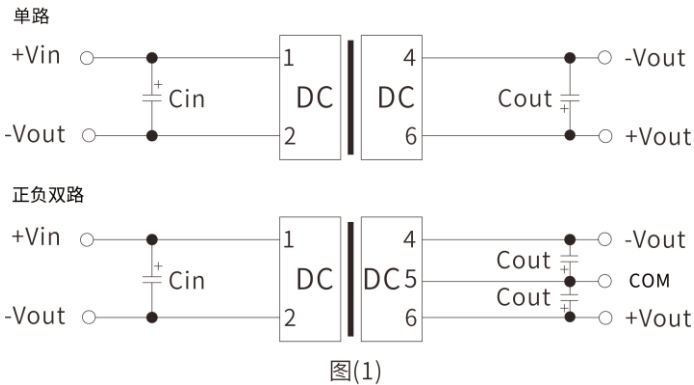 单路
+Vin 1 4 -Vout
+ Cin DC DC Cout +
-Vout 2 6 +Vout
正负双路
+Vin 1 4 -Vout
Cout +
+ Cin DC DC 5 COM
Cout +
-Vout 2 6 +Vout
图(1)